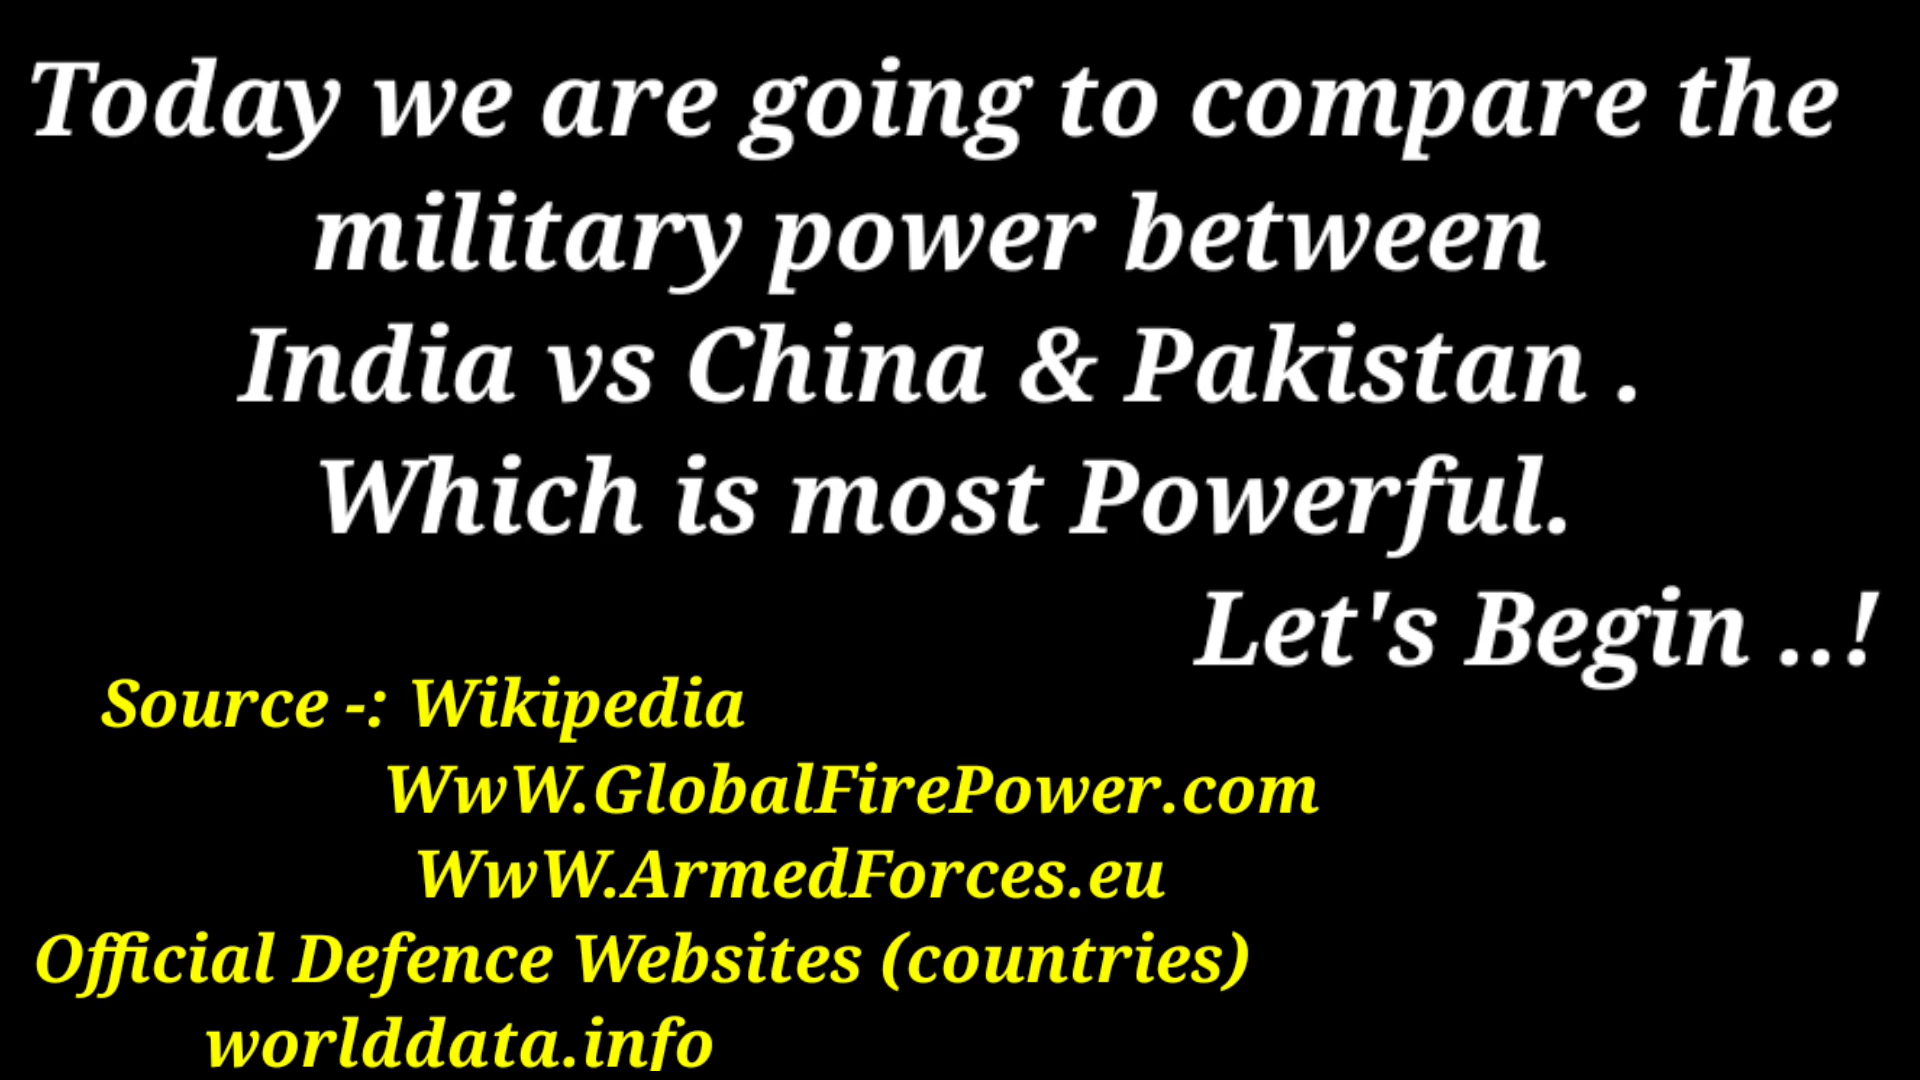 Today we are going to compare the
military power between
India vs China & Pakistan .
Which is most Powerful.
Let's Begin ..!
Source -: Wikipedia
WwW.GlobalFirePower.com
WwW.ArmedForces.eu
Official Defence Websites (countries)
worlddata.info